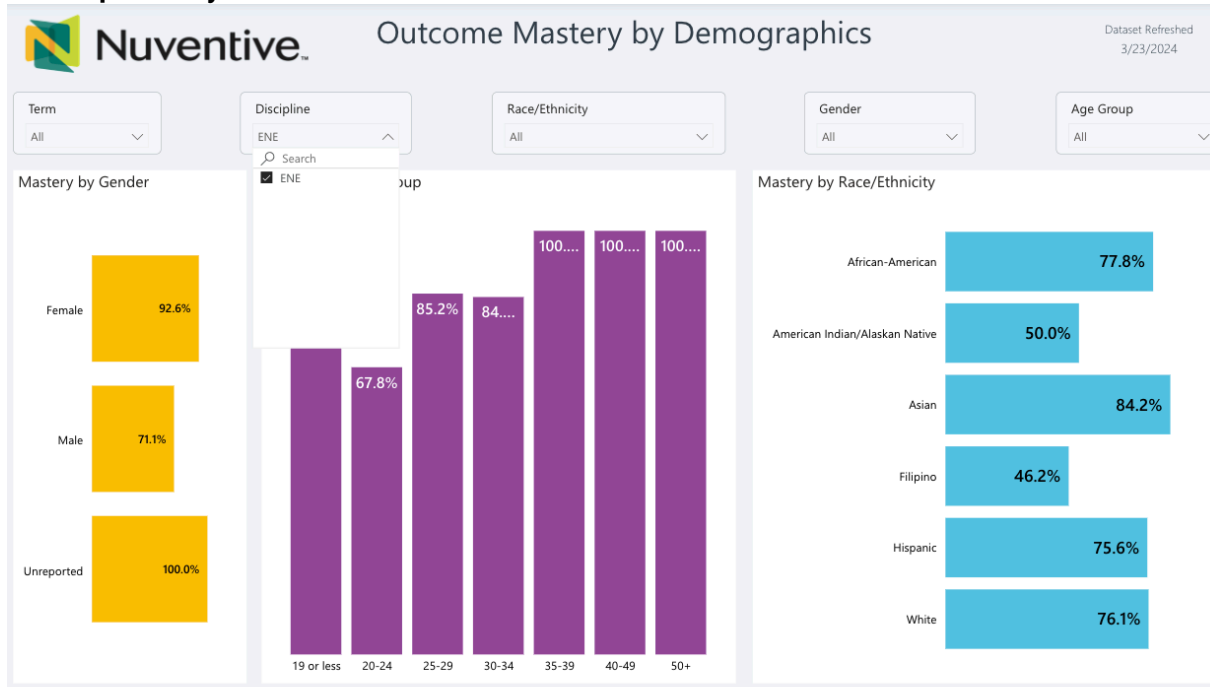 Nuventive™
Outcome Mastery by Demographics
Dataset Refreshed
3/23/2024
Term
All
Discipline
ENE
Search
ENE
Race/Ethnicity
All
Gender
All
Age Group
All
Mastery by Gender
Female
92.6%
Male
71.1%
Unreported
100.0%
67.8%
85.2%
84....
100....
100....
100....
19 or less
20-24
25-29
30-34
35-39
40-49
50+
Mastery by Race/Ethnicity
African-American
77.8%
American Indian/Alaskan Native
50.0%
Asian
84.2%
Filipino
46.2%
Hispanic
75.6%
White
76.1%